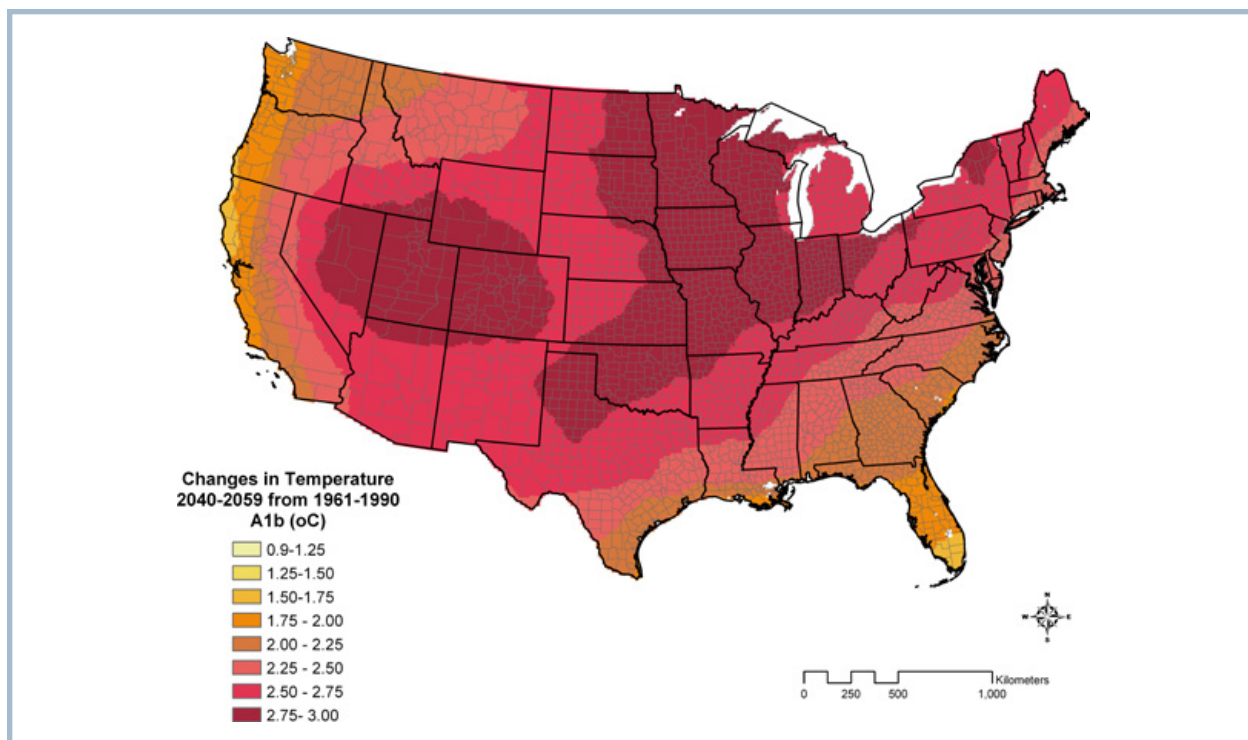 Changes in Temperature
2040-2059 from 1961-1990
A1b (oC)
0.9-1.25
1.25-1.50
1.50-1.75
1.75 - 2.00
2.00 - 2.25
2.25 - 2.50
2.50 - 2.75
2.75- 3.00
N
W E
S
Kilometers
0 250 500 1,000